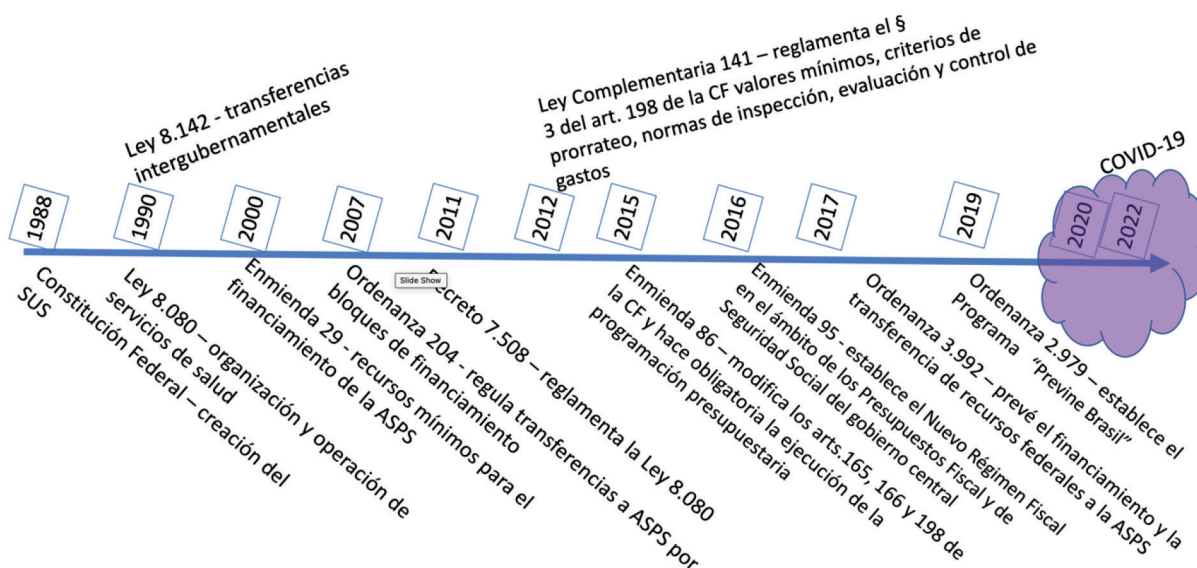 Ley 8.142 - transferencias
intergubernamentales
Ley Complementaria 141 – reglamenta el §
3 del art. 198 de la CF valores mínimos, criterios de
prorrateo, normas de inspección, evaluación y control de
gastos
COVID-19
1988
1990
2000
2007
2011
2012
2015
2016
2017
2019
2020
2022
Constitución Federal – creación del
SUS
Ley 8.080 – organización y operación de
servicios de salud
Enmienda 29 - recursos mínimos para el
financiamiento de la ASPS
Ordenanza 204 - regula transferencias a ASPS por
bloques de financiamiento
Slide Show
Decreto 7.508 – reglamenta la Ley 8.080
Enmienda 86 – modifica los arts.165, 166 y 198 de
la CF y hace obligatoria la ejecución de la
programación presupuestaria
Enmienda 95 - establece el Nuevo Régimen Fiscal
en el ámbito de los Presupuestos Fiscal y de
Seguridad Social del gobierno central
Ordenanza 3.992 – prevé el financiamiento y la
transferencia de recursos federales a la ASPS
Ordenanza 2.979 – establece el
Programa “Previne Brasil”